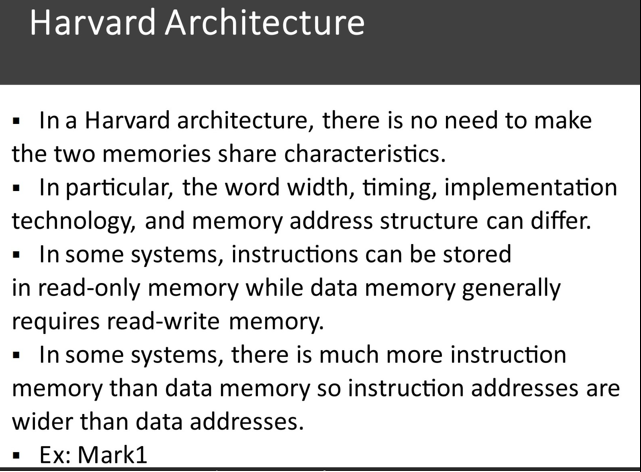 Harvard Architecture
▪ In a Harvard architecture, there is no need to make
the two memories share characteristics.
▪ In particular, the word width, timing, implementation
technology, and memory address structure can differ.
▪ In some systems, instructions can be stored
in read-only memory while data memory generally
requires read-write memory.
▪ In some systems, there is much more instruction
memory than data memory so instruction addresses are
wider than data addresses.
▪ Ex: Mark1